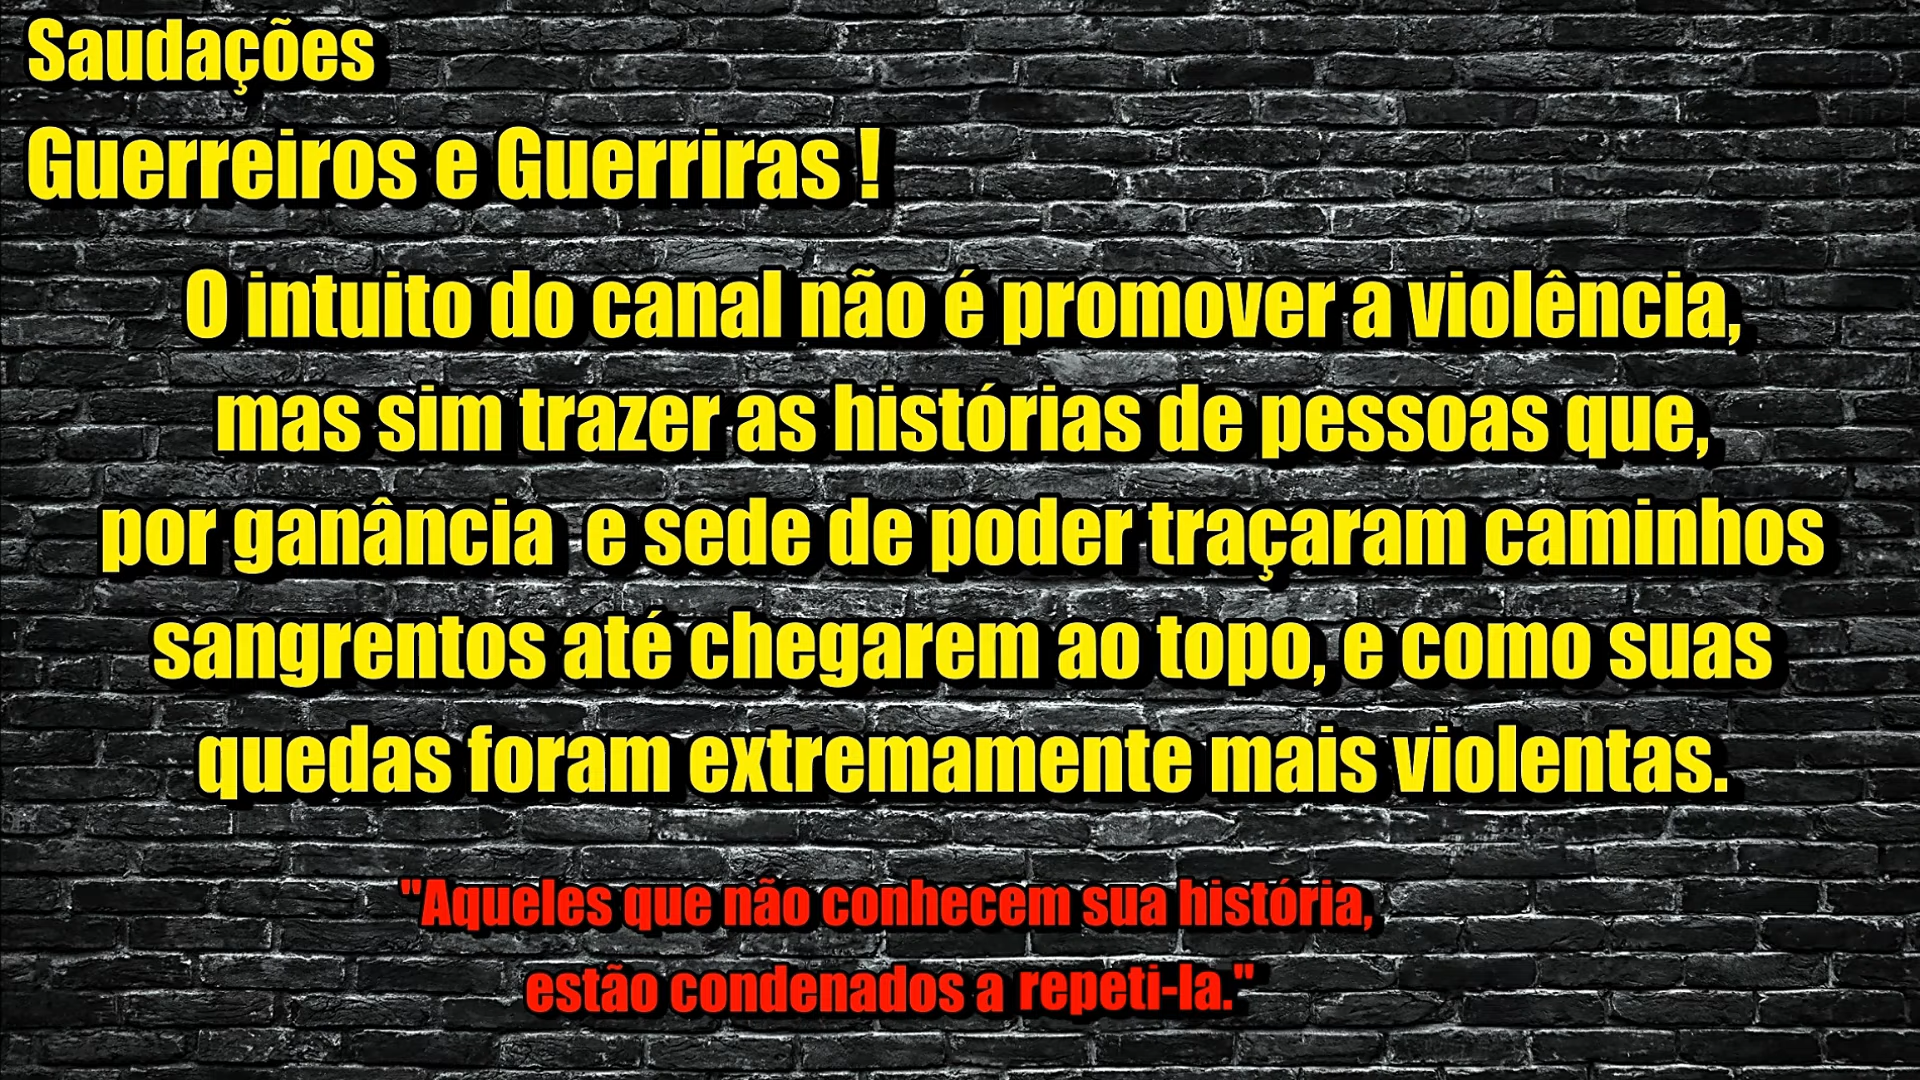 Saudações
Guerreiros e Guerriras !
O intuito do canal não é promover a violência,
mas sim trazer as histórias de pessoas que,
por ganância e sede de poder traçaram caminhos
sangrentos até chegarem ao topo, e como suas
quedas foram extremamente mais violentas.
"Aqueles que não conhecem sua história,
estão condenados a repeti-la."